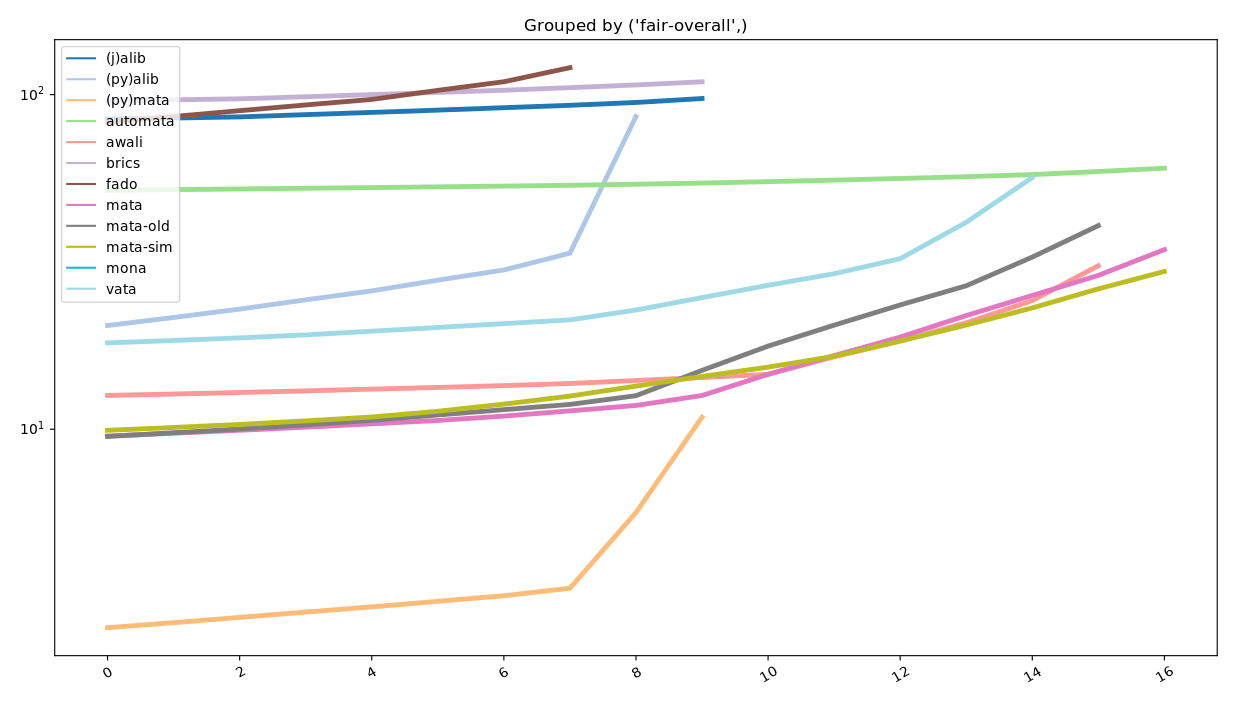 Grouped by ('fair-overall',)
10²
10¹
(j)alib
(py)alib
(py)mata
automata
awali
brics
fado
mata
mata-old
mata-sim
mona
vata
0
2
4
6
8
10
12
14
16